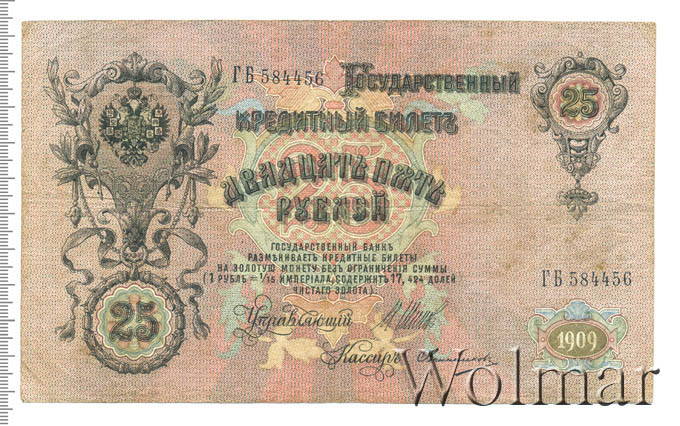 ГБ 584456 Государственный
Кредитный Билетъ
25
Двадцать пять
25
Рублей
Государственный банкъ
размѣниваетъ кредитные билеты
на золотую монету безъ ограниченія суммы
(1 рубль = 1/15 имперіала, содержитъ 17,424 долей
чистаго золота).
ГБ 584456
25
Управляющій
1909
Кассиръ
Wolmar